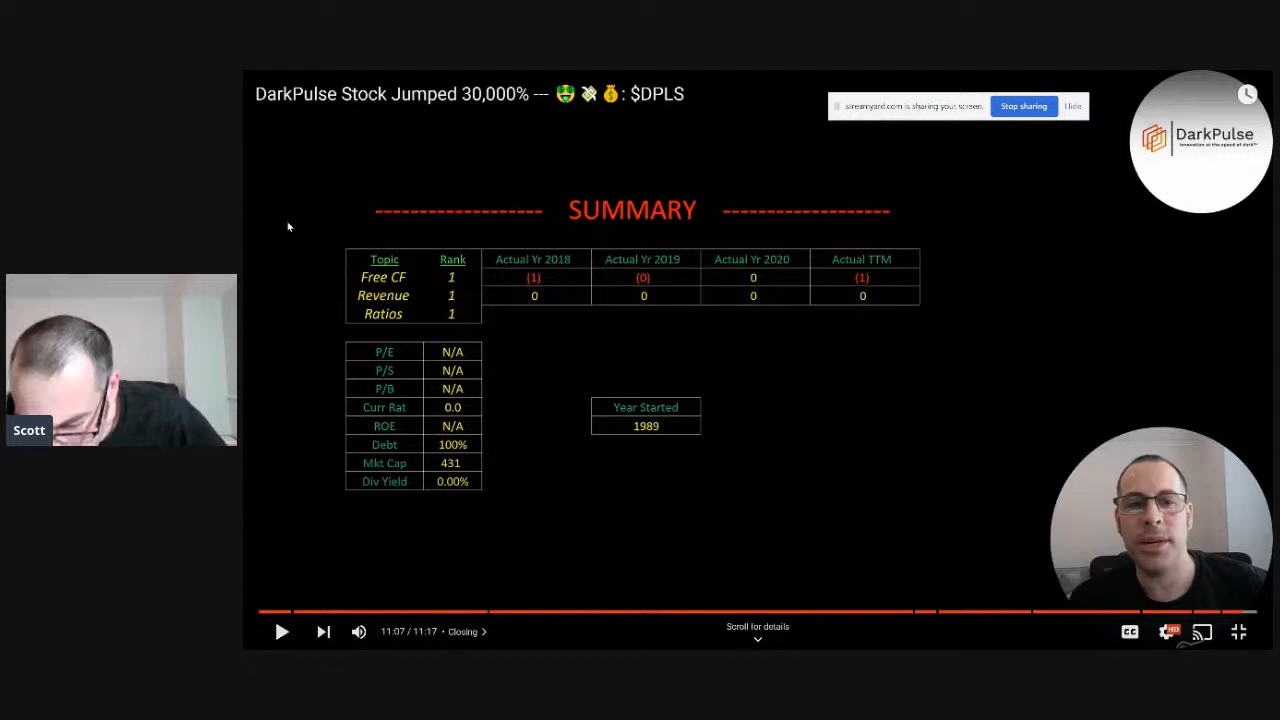 DarkPulse Stock Jumped 30,000% --- 🤑 💸 💰: $DPLS
streamyard.com is sharing your screen. Stop sharing Hide
DarkPulse
------------------- SUMMARY -------------------
Topic Rank Actual Yr 2018 Actual Yr 2019 Actual Yr 2020 Actual TTM
Free CF 1 (1) (0) 0 (1)
Revenue 1 0 0 0 0
Ratios 1
P/E N/A
P/S N/A
P/B N/A
Curr Rat 0.0
ROE N/A
Debt 100%
Mkt Cap 431
Div Yield 0.00%
Year Started
1989
Scott
11:07 / 11:17 • Closing
Scroll for details
CC
HD